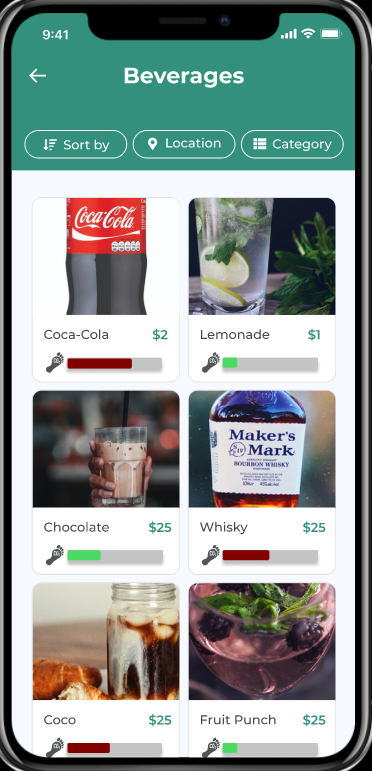 9:41
Beverages
Sort by
Location
Category
Coca-Cola
Coca-Cola
$2
Lemonade
$1
Maker's
Mark
IV
BOURBON WHISKY
Chocolate
$25
Whisky
$25
Coco
$25
Fruit Punch
$25